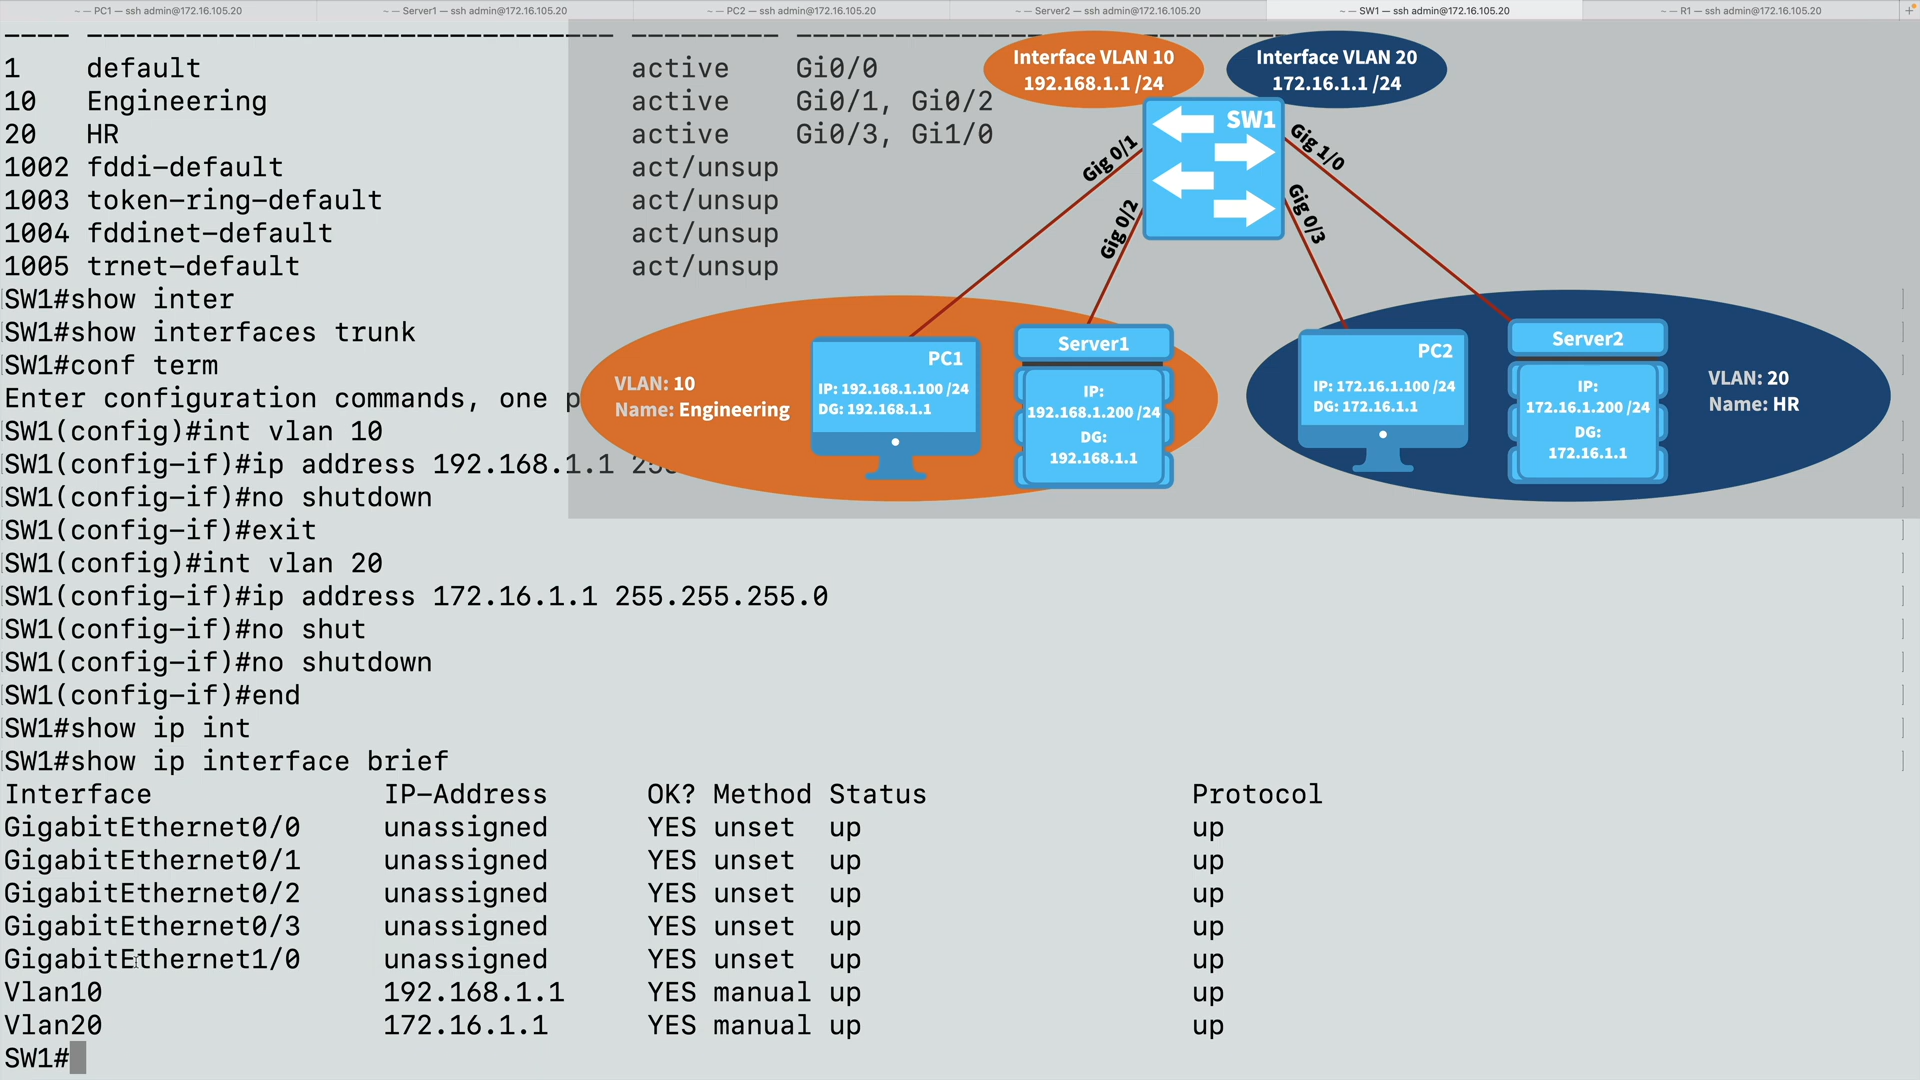 ~ — PC1 — ssh admin@172.16.105.20
~ — Server1 — ssh admin@172.16.105.20
~ — PC2 — ssh admin@172.16.105.20
~ — Server2 — ssh admin@172.16.105.20
~ — SW1 — ssh admin@172.16.105.20
~ — R1 — ssh admin@172.16.105.20
+
---- -------------------------------- --------- -------------------------------
1    default                          active    Gi0/0
10   Engineering                      active    Gi0/1, Gi0/2
20   HR                               active    Gi0/3, Gi1/0
1002 fddi-default                     act/unsup
1003 token-ring-default               act/unsup
1004 fddinet-default                  act/unsup
1005 trnet-default                    act/unsup
SW1#show inter
SW1#show interfaces trunk
SW1#conf term
Enter configuration commands, one p
SW1(config)#int vlan 10
SW1(config-if)#ip address 192.168.1.1 255
SW1(config-if)#no shutdown
SW1(config-if)#exit
SW1(config)#int vlan 20
SW1(config-if)#ip address 172.16.1.1 255.255.255.0
SW1(config-if)#no shut
SW1(config-if)#no shutdown
SW1(config-if)#end
SW1#show ip int
SW1#show ip interface brief
Interface              IP-Address      OK? Method Status                Protocol
GigabitEthernet0/0     unassigned      YES unset  up                    up
GigabitEthernet0/1     unassigned      YES unset  up                    up
GigabitEthernet0/2     unassigned      YES unset  up                    up
GigabitEthernet0/3     unassigned      YES unset  up                    up
GigabitEthernet1/0     unassigned      YES unset  up                    up
Vlan10                 192.168.1.1     YES manual up                    up
Vlan20                 172.16.1.1      YES manual up                    up
SW1#
Interface VLAN 10
192.168.1.1 /24
Interface VLAN 20
172.16.1.1 /24
SW1
Gig 0/1
Gig 0/2
Gig 1/0
Gig 0/3
VLAN: 10
Name: Engineering
PC1
IP: 192.168.1.100 /24
DG: 192.168.1.1
Server1
IP:
192.168.1.200 /24
DG:
192.168.1.1
PC2
IP: 172.16.1.100 /24
DG: 172.16.1.1
Server2
IP:
172.16.1.200 /24
DG:
172.16.1.1
VLAN: 20
Name: HR